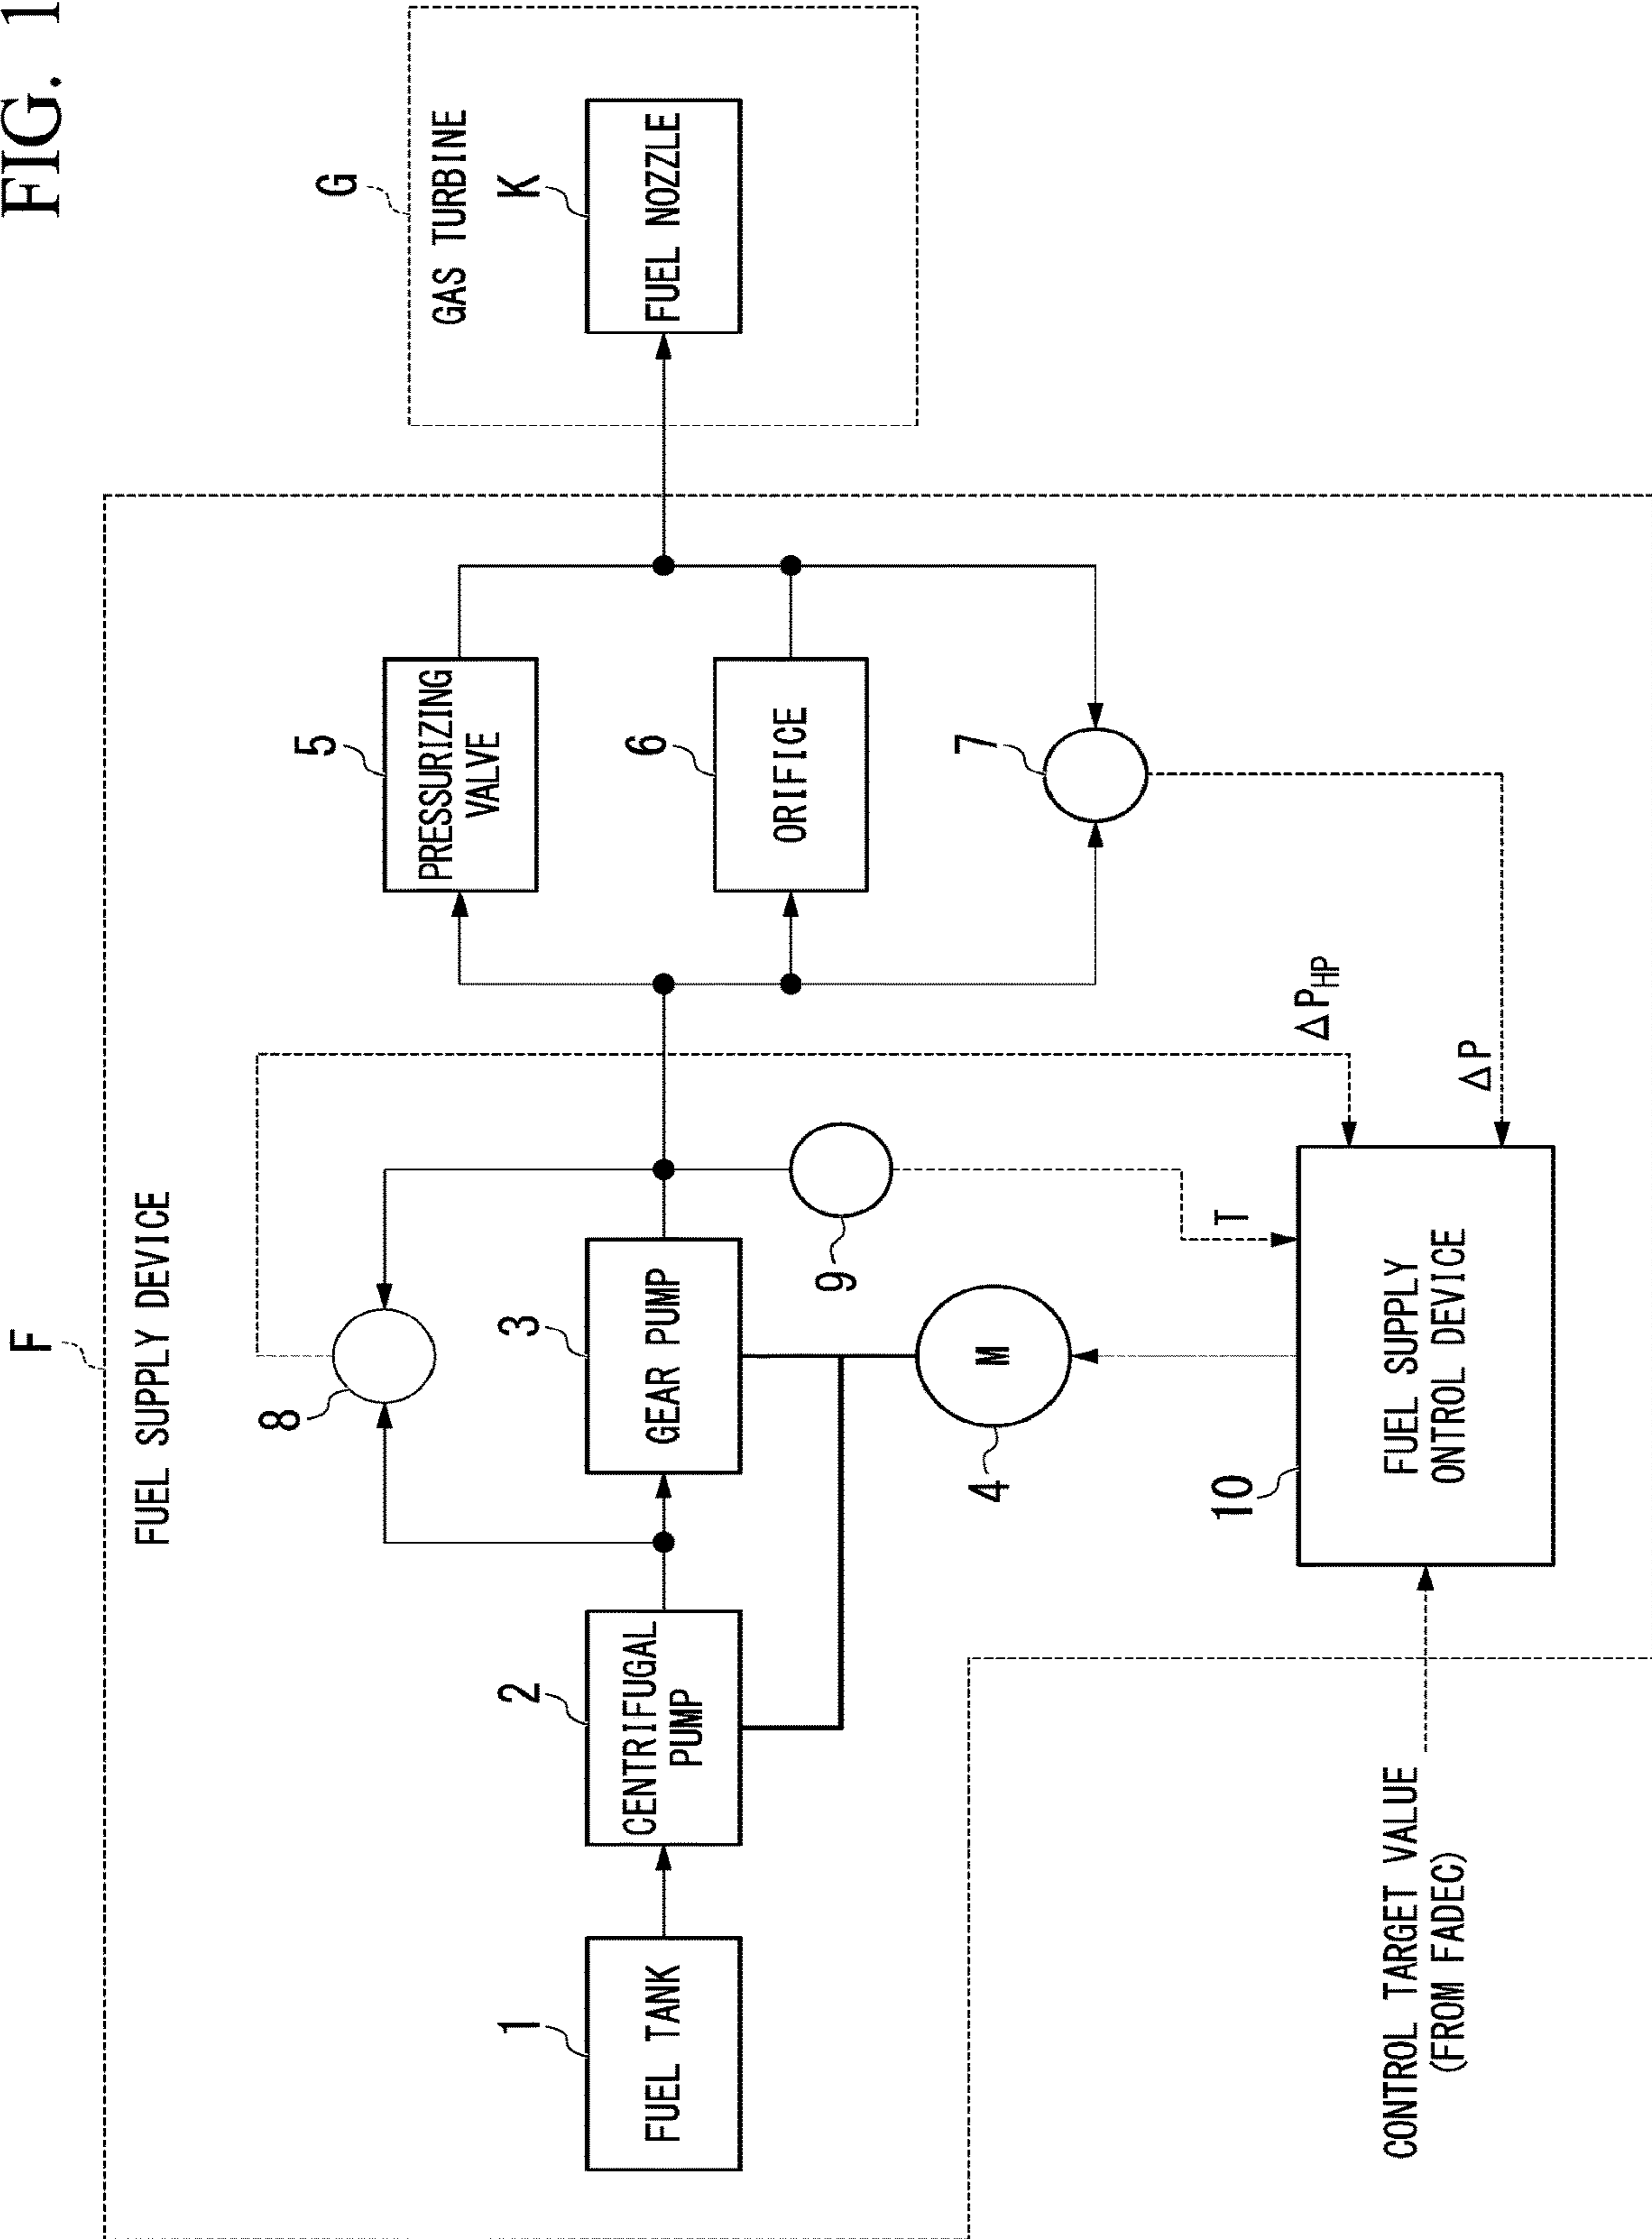 FIG. 1
F
FUEL SUPPLY DEVICE
G
GAS TURBINE
K
FUEL NOZZLE
8
5
PRESSURIZING
VALVE
1
FUEL TANK
2
CENTRIFUGAL
PUMP
3
GEAR PUMP
6
ORIFICE
9
7
4
M
ΔP_HP
T
ΔP
10
FUEL SUPPLY
ONTROL DEVICE
CONTROL TARGET VALUE
(FROM FADEC)